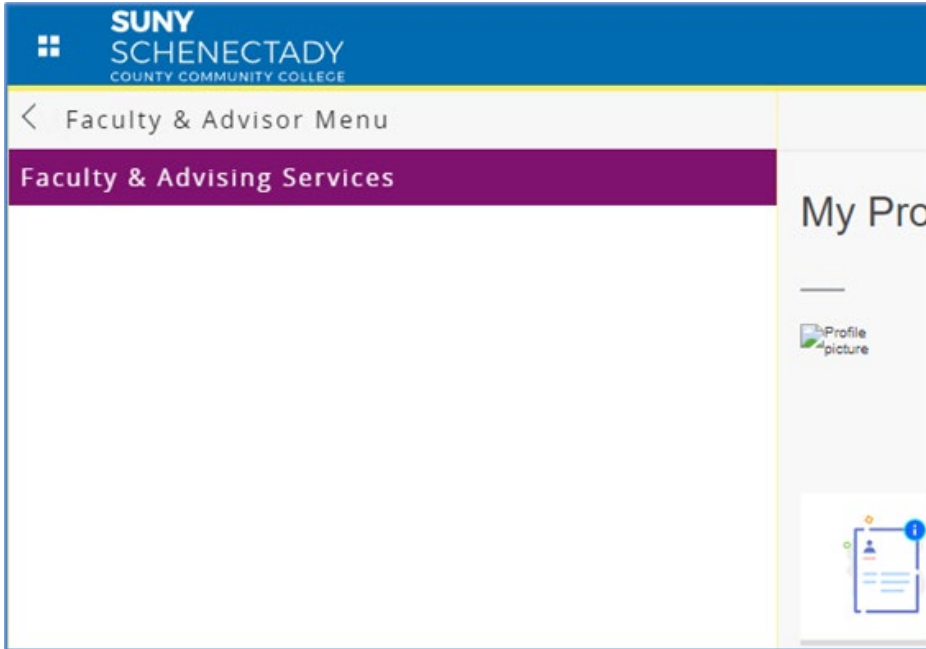 SUNY
SCHENECTADY
COUNTY COMMUNITY COLLEGE
Faculty & Advisor Menu
Faculty & Advising Services
My Pro
Profile
picture
i